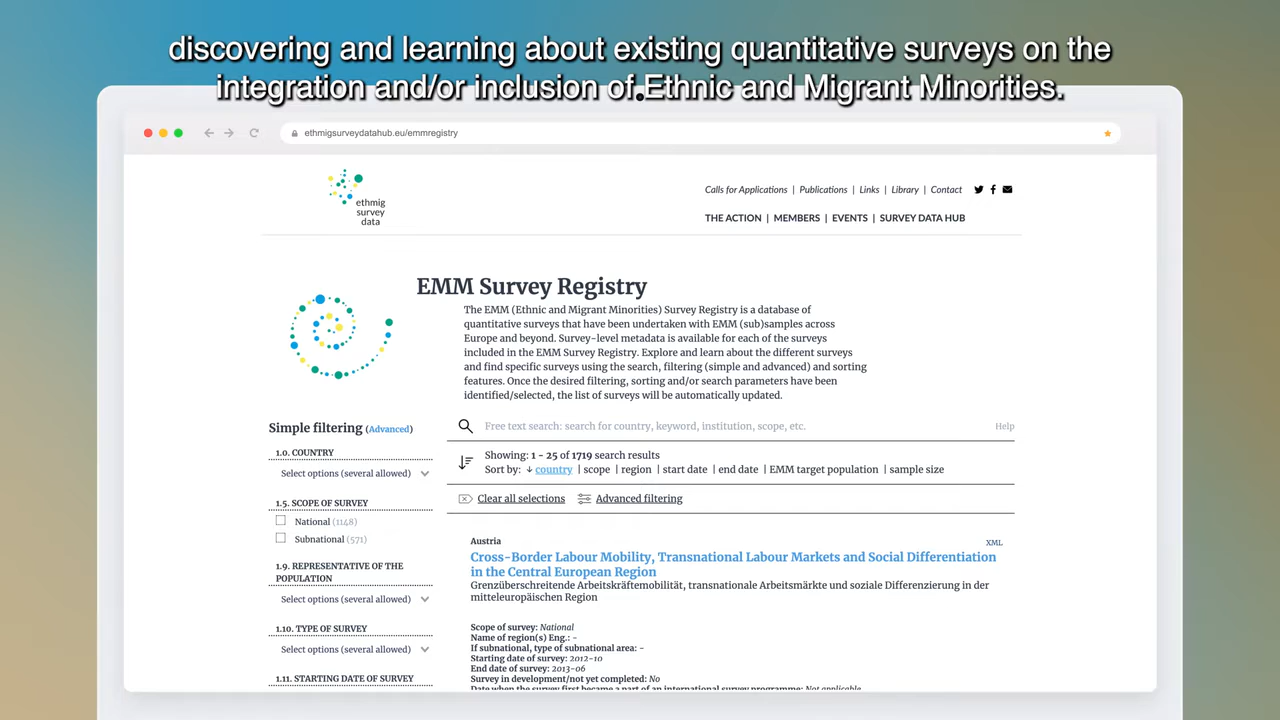 discovering and learning about existing quantitative surveys on the
integration and/or inclusion of Ethnic and Migrant Minorities.
ethmigsurveydatahub.eu/emmregistry
ethmig
survey
data
Calls for Applications | Publications | Links | Library | Contact
THE ACTION | MEMBERS | EVENTS | SURVEY DATA HUB
EMM Survey Registry
The EMM (Ethnic and Migrant Minorities) Survey Registry is a database of
quantitative surveys that have been undertaken with EMM (sub)samples across
Europe and beyond. Survey-level metadata is available for each of the surveys
included in the EMM Survey Registry. Explore and learn about the different surveys
and find specific surveys using the search, filtering (simple and advanced) and sorting
features. Once the desired filtering, sorting and/or search parameters have been
identified/selected, the list of surveys will be automatically updated.
Simple filtering (Advanced)
1.0. COUNTRY
Select options (several allowed)
1.5. SCOPE OF SURVEY
National (1148)
Subnational (571)
1.9. REPRESENTATIVE OF THE
POPULATION
Select options (several allowed)
1.10. TYPE OF SURVEY
Select options (several allowed)
1.11. STARTING DATE OF SURVEY
Free text search: search for country, keyword, institution, scope, etc.
Help
Showing: 1 - 25 of 1719 search results
Sort by: ↓ country | scope | region | start date | end date | EMM target population | sample size
Clear all selections
Advanced filtering
Austria
XML
Cross-Border Labour Mobility, Transnational Labour Markets and Social Differentiation
in the Central European Region
Grenzüberschreitende Arbeitskräftemobilität, transnationale Arbeitsmärkte und soziale Differenzierung in der
mitteleuropäischen Region
Scope of survey: National
Name of region(s) Eng.: -
If subnational, type of subnational area: -
Starting date of survey: 2012-10
End date of survey: 2013-06
Survey in development/not yet completed: No
Date when the survey first became a part of an international survey programme: Not applicable